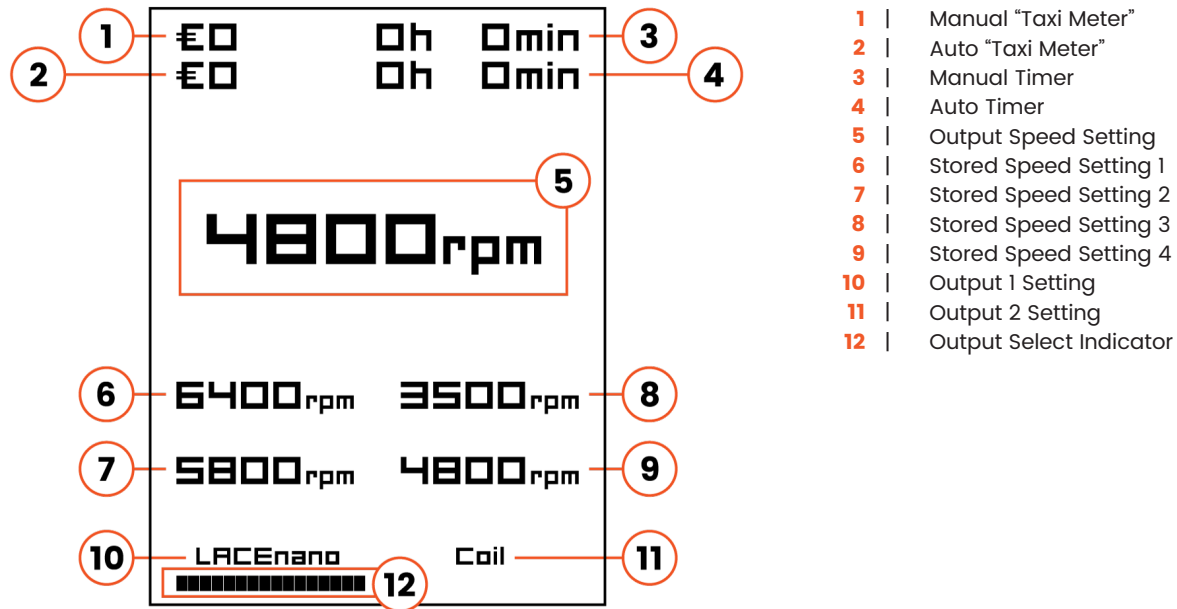 1 €0 0h 0min 3
2 €0 0h 0min 4
5
4800rpm
6 6400rpm 3500rpm 8
7 5800rpm 4800rpm 9
10 LACEnano Coil 11
12
1 | Manual “Taxi Meter”
2 | Auto “Taxi Meter”
3 | Manual Timer
4 | Auto Timer
5 | Output Speed Setting
6 | Stored Speed Setting 1
7 | Stored Speed Setting 2
8 | Stored Speed Setting 3
9 | Stored Speed Setting 4
10 | Output 1 Setting
11 | Output 2 Setting
12 | Output Select Indicator